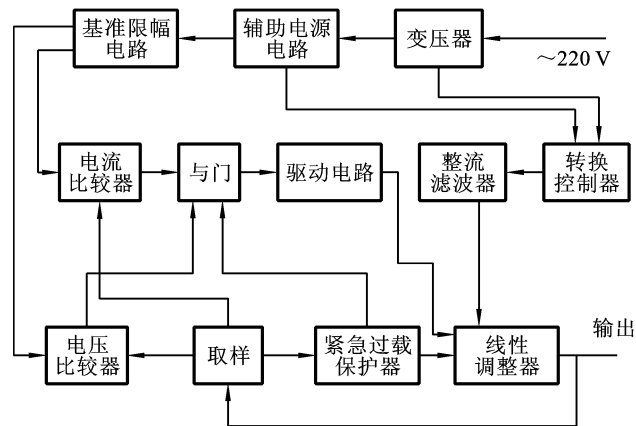 基准限幅
电路
辅助电源
电路
变压器
～220 V
电流
比较器
与门
驱动电路
整流
滤波器
转换
控制器
电压
比较器
取样
紧急过载
保护器
线性
调整器
输出